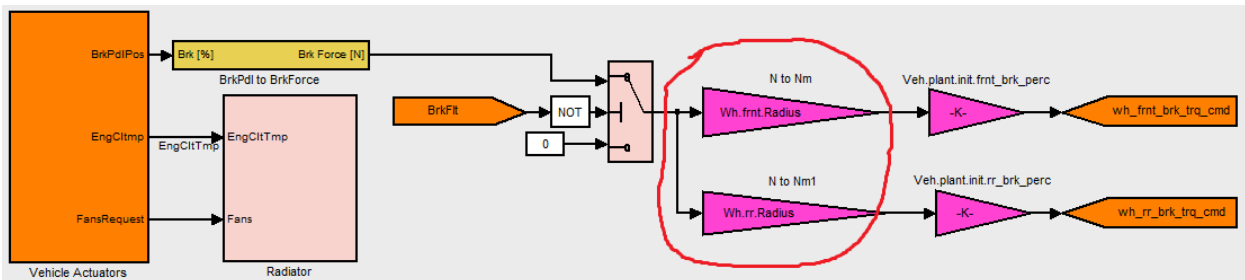 BrkPdlPos
Brk [%]
Brk Force [N]
BrkPdl to BrkForce
EngCltmp
EngCltTmp
EngCltTmp
FansRequest
Fans
Vehicle Actuators
Radiator
BrkFlt
NOT
0
N to Nm
Wh.frnt.Radius
Veh.plant.init.frnt_brk_perc
-K-
wh_frnt_brk_trq_cmd
N to Nm1
Wh.rr.Radius
Veh.plant.init.rr_brk_perc
-K-
wh_rr_brk_trq_cmd